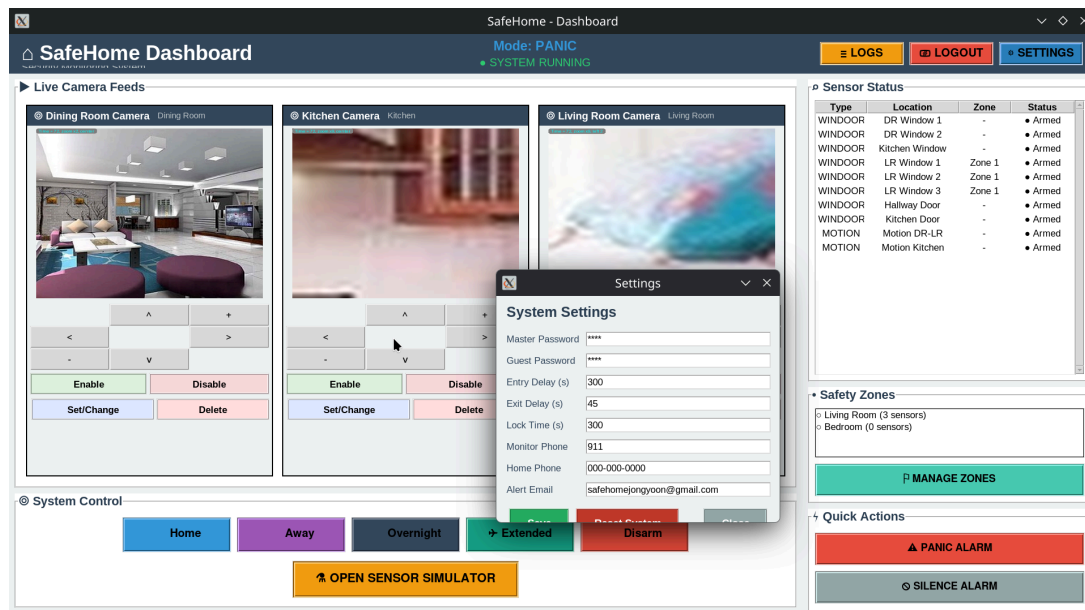 SafeHome - Dashboard
SafeHome Dashboard
Mode: PANIC
● SYSTEM RUNNING
LOGS
LOGOUT
SETTINGS
▶ Live Camera Feeds
Dining Room Camera Dining Room
Kitchen Camera Kitchen
Living Room Camera Living Room
^ +
< >
- v
Enable Disable
Set/Change Delete
^ +
< >
- v
Enable Disable
Set/Change Delete
Sensor Status
Type Location Zone Status
WINDOOR DR Window 1 - ● Armed
WINDOOR DR Window 2 - ● Armed
WINDOOR Kitchen Window - ● Armed
WINDOOR LR Window 1 Zone 1 ● Armed
WINDOOR LR Window 2 Zone 1 ● Armed
WINDOOR LR Window 3 Zone 1 ● Armed
WINDOOR Hallway Door - ● Armed
WINDOOR Kitchen Door - ● Armed
MOTION Motion DR-LR - ● Armed
MOTION Motion Kitchen - ● Armed
Settings
System Settings
Master Password ****
Guest Password ****
Entry Delay (s) 300
Exit Delay (s) 45
Lock Time (s) 300
Monitor Phone 911
Home Phone 000-000-0000
Alert Email safehomejongyoon@gmail.com
Save Reset System Close
• Safety Zones
○ Living Room (3 sensors)
○ Bedroom (0 sensors)
MANAGE ZONES
System Control
Home Away Overnight Extended Disarm
OPEN SENSOR SIMULATOR
Quick Actions
PANIC ALARM
SILENCE ALARM